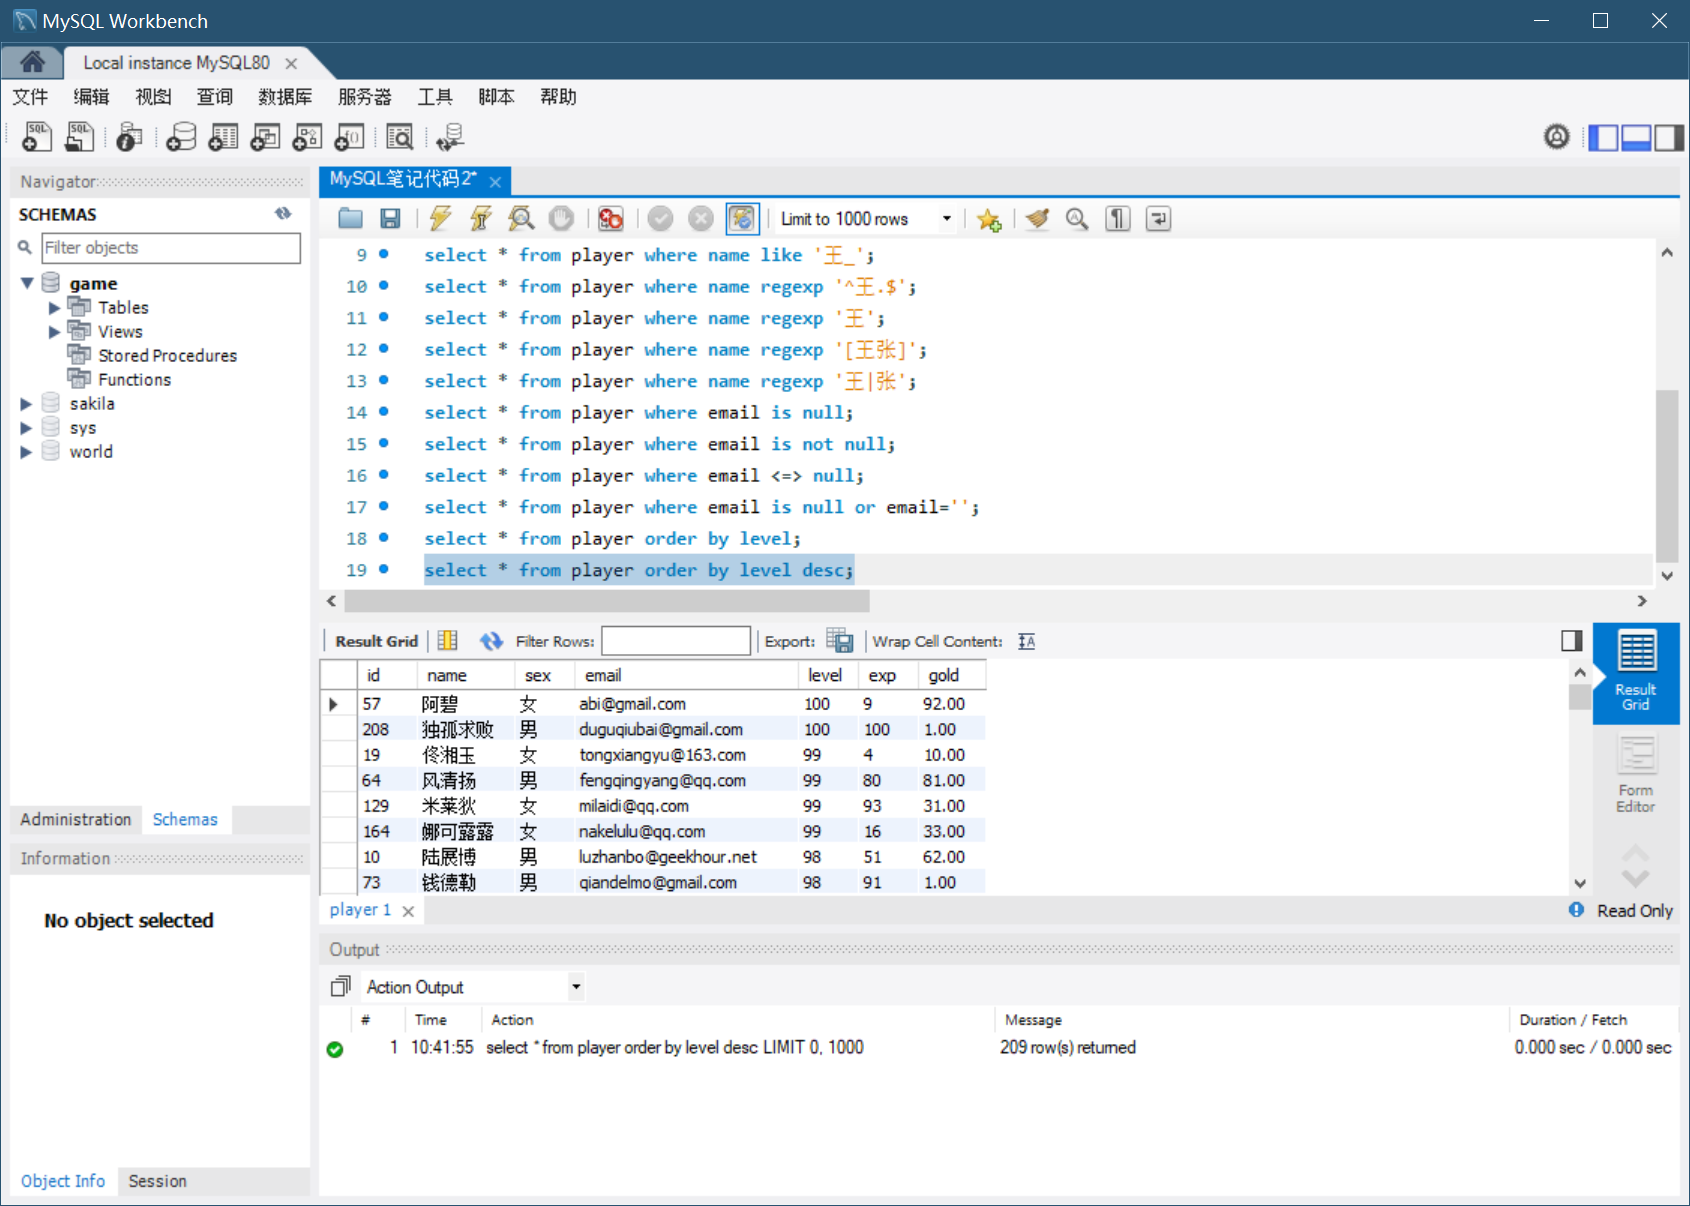 MySQL Workbench
Local instance MySQL80
文件 编辑 视图 查询 数据库 服务器 工具 脚本 帮助
Navigator
SCHEMAS
Filter objects
game
Tables
Views
Stored Procedures
Functions
sakila
sys
world
Administration Schemas
Information
No object selected
Object Info Session
MySQL笔记代码2*
Limit to 1000 rows
9 select * from player where name like '王_';
10 select * from player where name regexp '^王.$';
11 select * from player where name regexp '王';
12 select * from player where name regexp '[王张]';
13 select * from player where name regexp '王|张';
14 select * from player where email is null;
15 select * from player where email is not null;
16 select * from player where email <=> null;
17 select * from player where email is null or email='';
18 select * from player order by level;
19 select * from player order by level desc;
Result Grid Filter Rows: Export: Wrap Cell Content:
id name sex email level exp gold
57 阿碧 女 abi@gmail.com 100 9 92.00
208 独孤求败 男 duguqiubai@gmail.com 100 100 1.00
19 佟湘玉 女 tongxiangyu@163.com 99 4 10.00
64 风清扬 男 fengqingyang@qq.com 99 80 81.00
129 米莱狄 女 milaidi@qq.com 99 93 31.00
164 娜可露露 女 nakelulu@qq.com 99 16 33.00
10 陆展博 男 luzhanbo@geekhour.net 98 51 62.00
73 钱德勒 男 qiandelmo@gmail.com 98 91 1.00
Result Grid
Form Editor
player 1
Read Only
Output
Action Output
# Time Action Message Duration / Fetch
1 10:41:55 select * from player order by level desc LIMIT 0, 1000 209 row(s) returned 0.000 sec / 0.000 sec